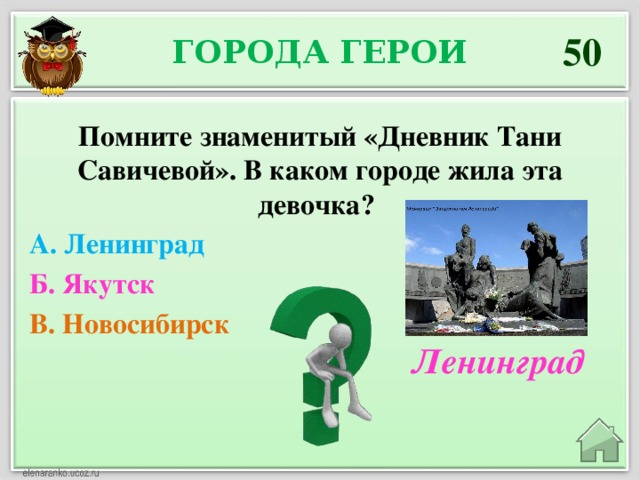 ГОРОДА ГЕРОИ
50
Помните знаменитый «Дневник Тани
Савичевой». В каком городе жила эта
девочка?
А. Ленинград
Б. Якутск
В. Новосибирск
Ленинград
elenaranko.ucoz.ru